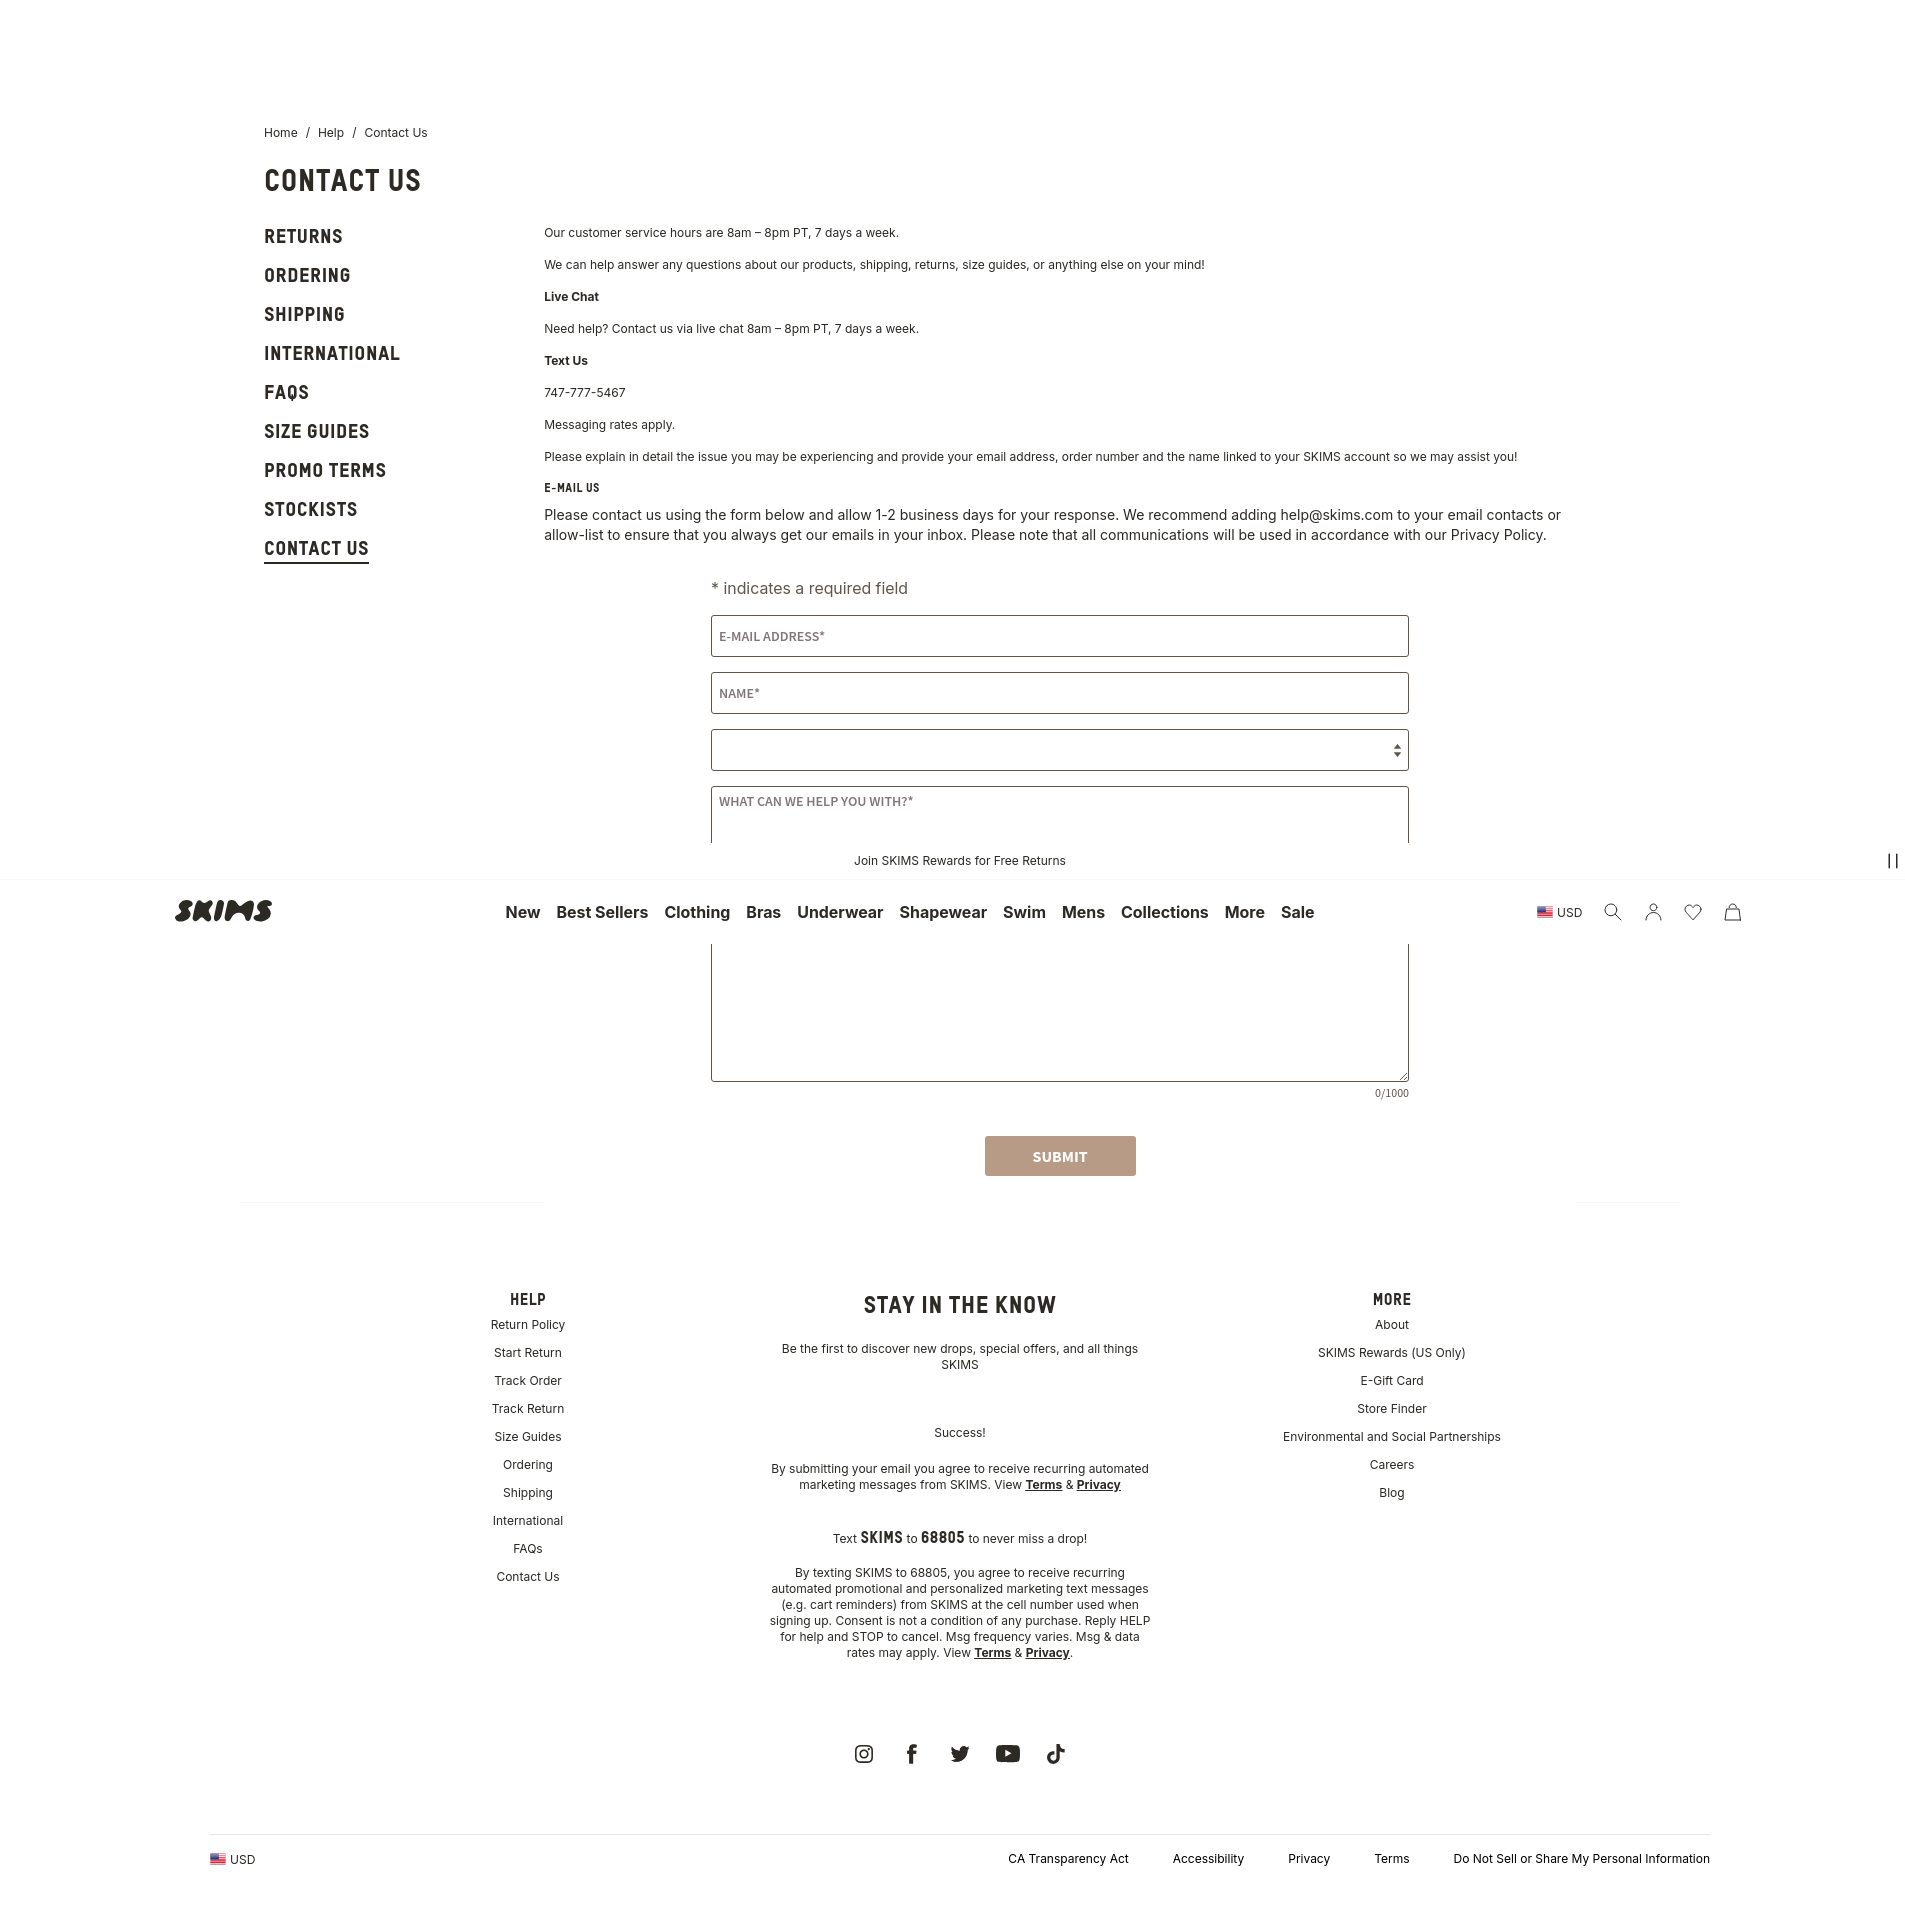 Home / Help / Contact Us
CONTACT US
RETURNS
ORDERING
SHIPPING
INTERNATIONAL
FAQS
SIZE GUIDES
PROMO TERMS
STOCKISTS
CONTACT US
Our customer service hours are 8am – 8pm PT, 7 days a week.
We can help answer any questions about our products, shipping, returns, size guides, or anything else on your mind!
Live Chat
Need help? Contact us via live chat 8am – 8pm PT, 7 days a week.
Text Us
747-777-5467
Messaging rates apply.
Please explain in detail the issue you may be experiencing and provide your email address, order number and the name linked to your SKIMS account so we may assist you!
E-MAIL US
Please contact us using the form below and allow 1-2 business days for your response. We recommend adding help@skims.com to your email contacts or
allow-list to ensure that you always get our emails in your inbox. Please note that all communications will be used in accordance with our Privacy Policy.
* indicates a required field
E-MAIL ADDRESS*
NAME*
WHAT CAN WE HELP YOU WITH?*
Join SKIMS Rewards for Free Returns
SKIMS
New Best Sellers Clothing Bras Underwear Shapewear Swim Mens Collections More Sale
USD
0/1000
SUBMIT
HELP
Return Policy
Start Return
Track Order
Track Return
Size Guides
Ordering
Shipping
International
FAQs
Contact Us
STAY IN THE KNOW
Be the first to discover new drops, special offers, and all things
SKIMS
Success!
By submitting your email you agree to receive recurring automated
marketing messages from SKIMS. View Terms & Privacy
Text SKIMS to 68805 to never miss a drop!
By texting SKIMS to 68805, you agree to receive recurring
automated promotional and personalized marketing text messages
(e.g. cart reminders) from SKIMS at the cell number used when
signing up. Consent is not a condition of any purchase. Reply HELP
for help and STOP to cancel. Msg frequency varies. Msg & data
rates may apply. View Terms & Privacy.
MORE
About
SKIMS Rewards (US Only)
E-Gift Card
Store Finder
Environmental and Social Partnerships
Careers
Blog
USD
CA Transparency Act
Accessibility
Privacy
Terms
Do Not Sell or Share My Personal Information